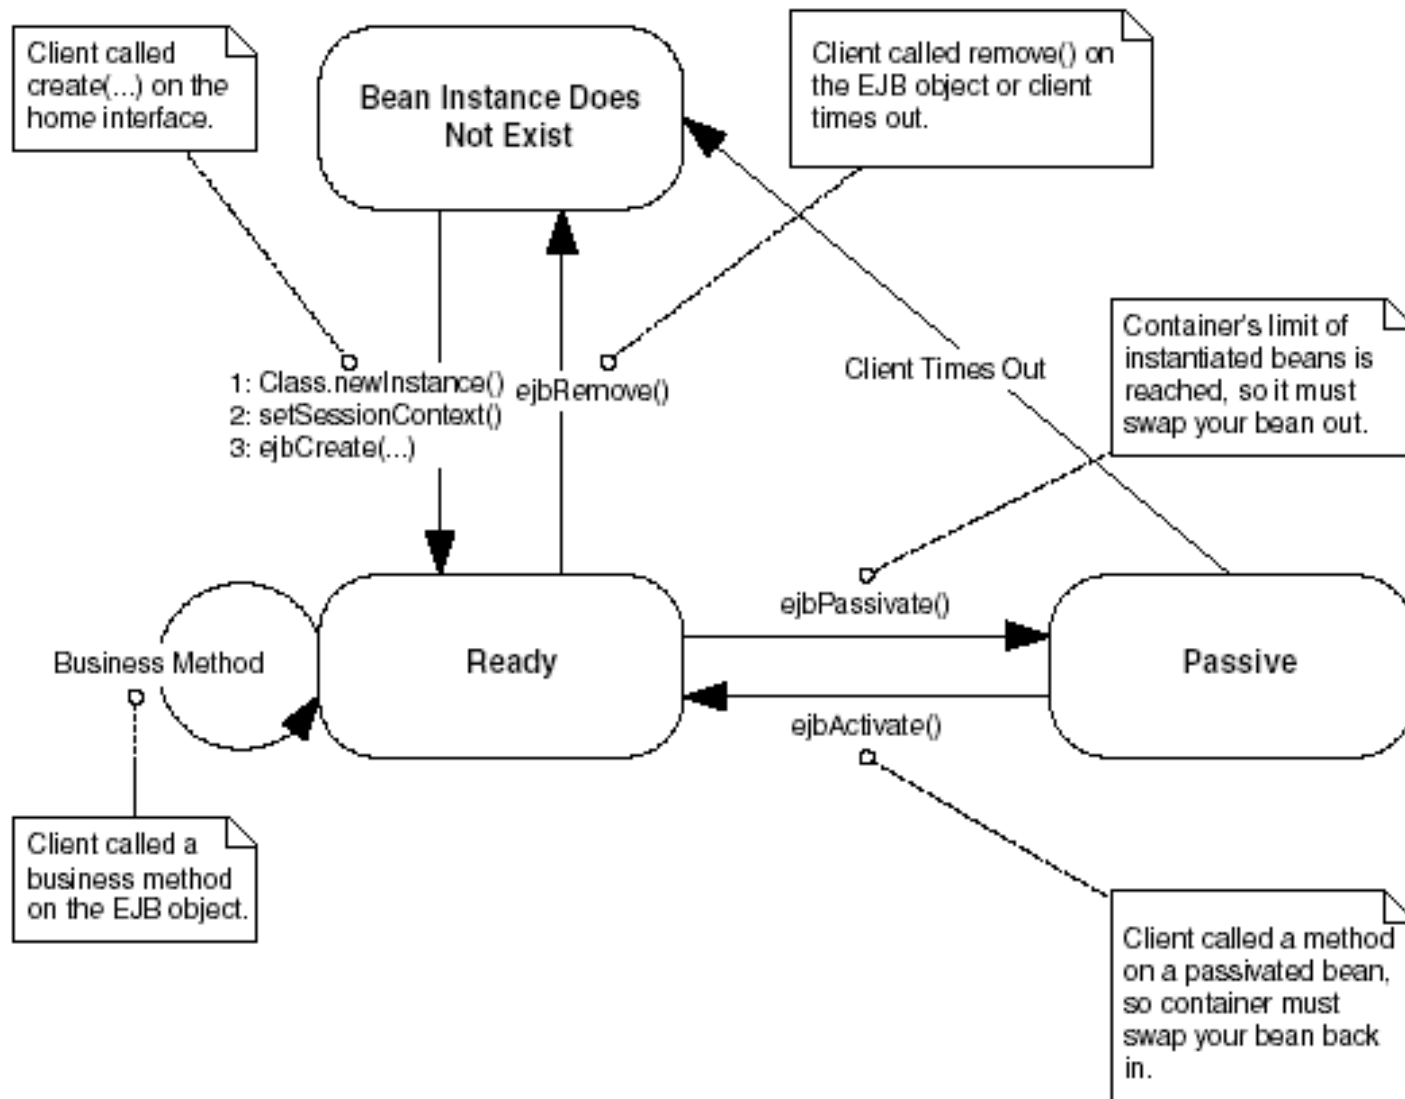 Client called
create(...) on the
home interface.
Bean Instance Does
Not Exist
Client called remove() on
the EJB object or client
times out.
Container's limit of
instantiated beans is
reached, so it must
swap your bean out.
1: Class.newInstance()
2: setSessionContext()
3: ejbCreate(...)
ejbRemove()
Client Times Out
ejbPassivate()
Business Method
Ready
Passive
ejbActivate()
Client called a
business method
on the EJB object.
Client called a method
on a passivated bean,
so container must
swap your bean back
in.